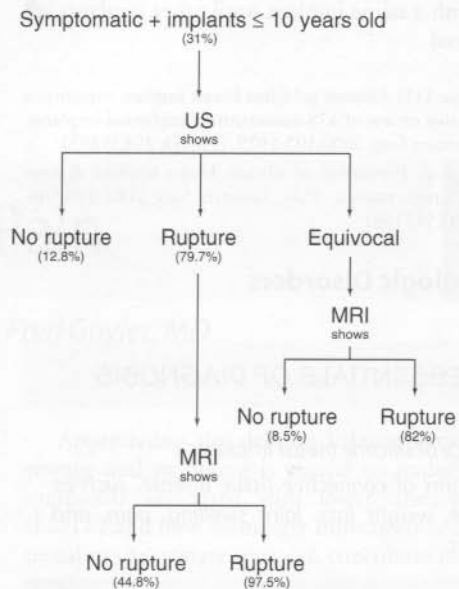 Symptomatic + implants ≤ 10 years old
(31%)
US
shows
No rupture Rupture Equivocal
(12.8%) (79.7%)
MRI
shows
No rupture Rupture
(8.5%) (82%)
MRI
shows
No rupture Rupture
(44.8%) (97.5%)